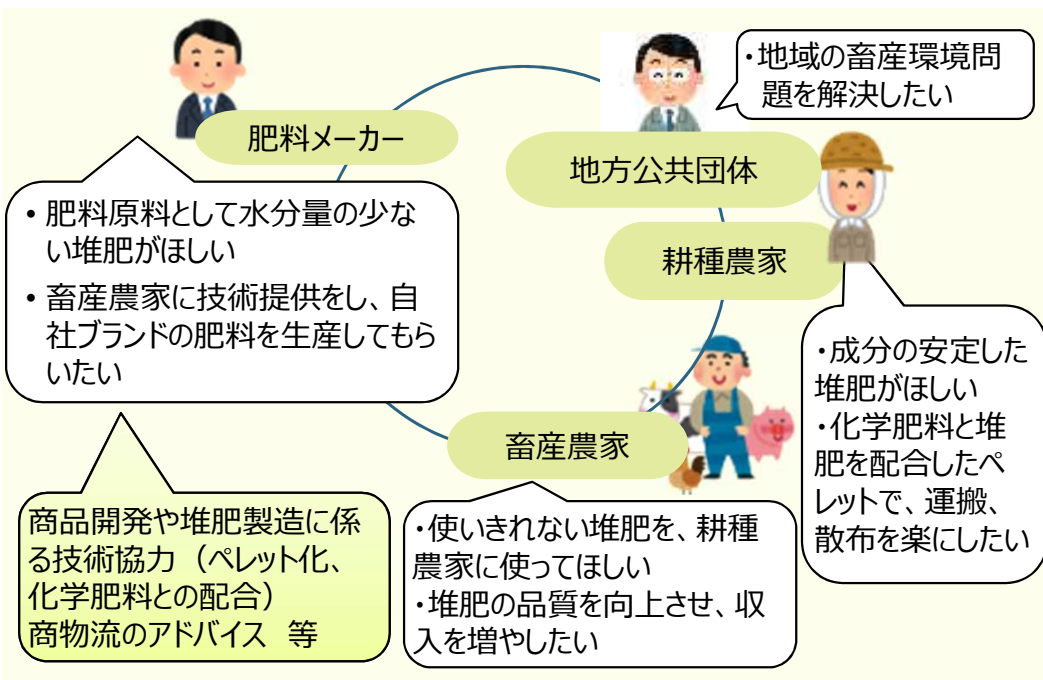 肥料メーカー
・肥料原料として水分量の少な
い堆肥がほしい
・畜産農家に技術提供をし、自
社ブランドの肥料を生産してもら
いたい
商品開発や堆肥製造に係
る技術協力（ペレット化、
化学肥料との配合）
商物流のアドバイス 等
・地域の畜産環境問
題を解決したい
地方公共団体
耕種農家
・成分の安定した
堆肥がほしい
・化学肥料と堆
肥を配合したペ
レットで、運搬、
散布を楽にしたい
畜産農家
・使いきれない堆肥を、耕種
農家に使ってほしい
・堆肥の品質を向上させ、収
入を増やしたい